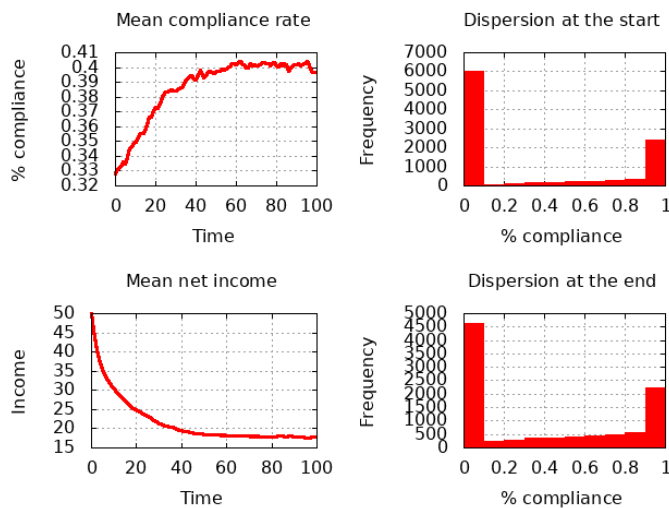 Mean compliance rate
% compliance
0.41
0.4
0.39
0.38
0.37
0.36
0.35
0.34
0.33
0.32
0 20 40 60 80 100
Time
Dispersion at the start
Frequency
7000
6000
5000
4000
3000
2000
1000
0
0 0.2 0.4 0.6 0.8 1
% compliance
Mean net income
Income
50
45
40
35
30
25
20
15
0 20 40 60 80 100
Time
Dispersion at the end
Frequency
5000
4500
4000
3500
3000
2500
2000
1500
1000
500
0
0 0.2 0.4 0.6 0.8 1
% compliance